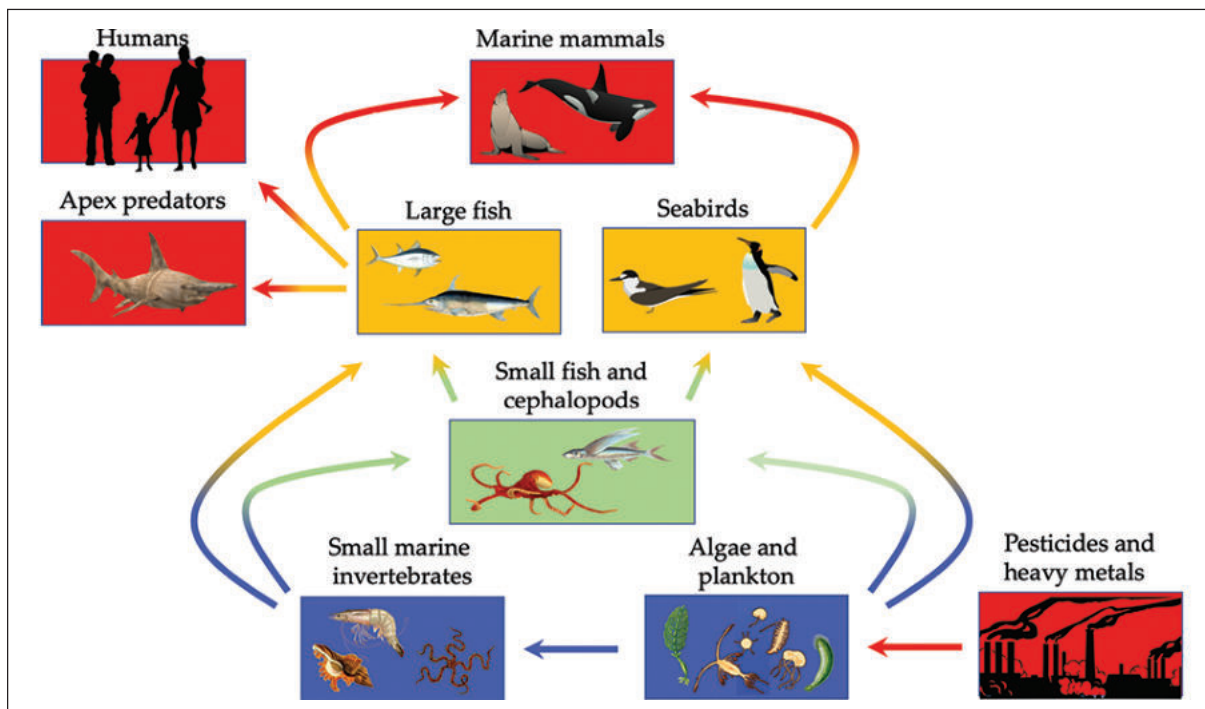 Humans
Marine mammals
Apex predators
Large fish
Seabirds
Small fish and
cephalopods
Small marine
invertebrates
Algae and
plankton
Pesticides and
heavy metals